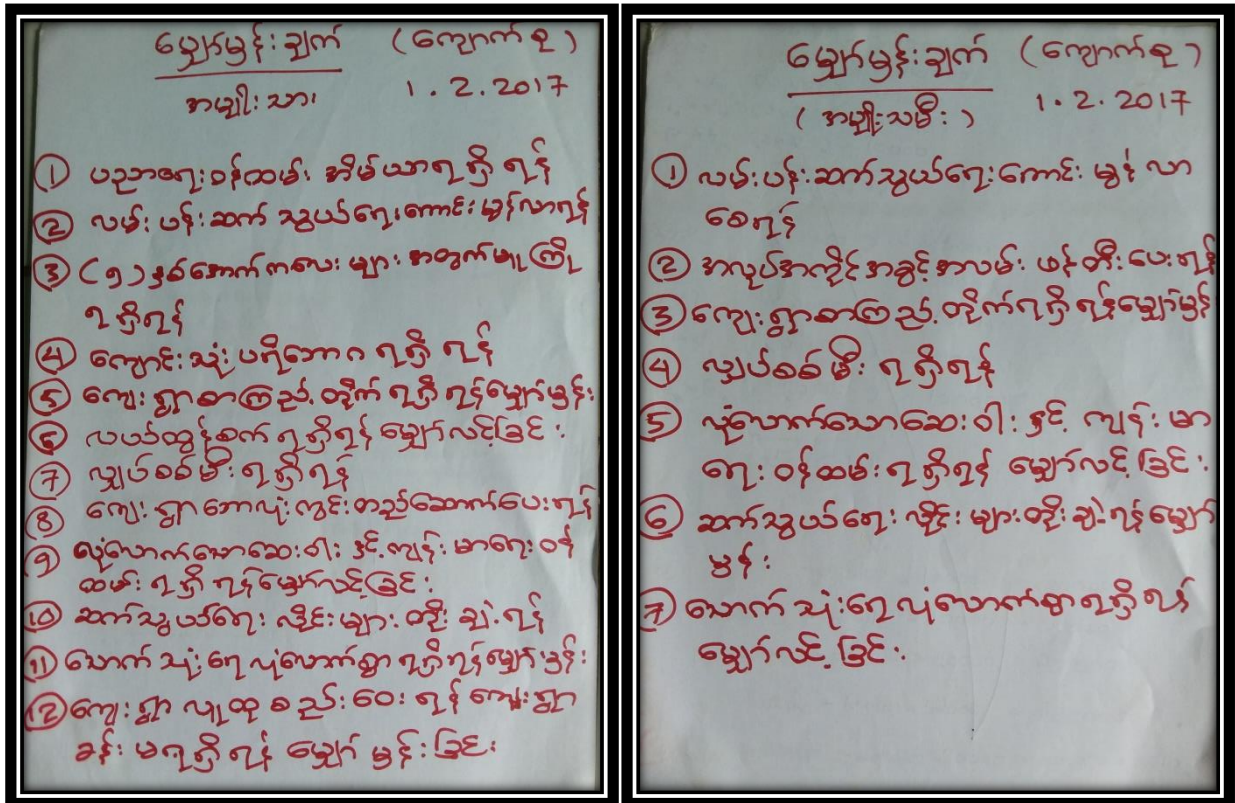 မျှော်မှန်းချက် (ကျောက်စု)
အမျိုးသား 1.2.2017
① ပညာရေးဝန်ထမ်း အိမ်ယာရရှိရန်
② လမ်းပန်းဆက်သွယ်ရေးကောင်းမွန်လာရန်
③ (၅)နှစ်အောက်ကလေးများအတွက်မူကြို
ရရှိရန်
④ ကျောင်းသုံးပရိဘောဂ ရရှိရန်
⑤ ကျေးရွာစာကြည့်တိုက်ရရှိရန်မျှော်မှန်း
⑥ လယ်ထွန်စက်ရရှိရန် မျှော်လင့်ခြင်း
⑦ လျှပ်စစ်မီးရရှိရန်
⑧ ကျေးရွာဘောလုံးကွင်းတည်ဆောက်ပေးရန်
⑨ လုံလောက်သောဆေးဝါးနှင့်ကျန်းမာရေးဝန်
ထမ်းရရှိရန်မျှော်လင့်ခြင်း
⑩ ဆက်သွယ်ရေးလိုင်းများတိုးချဲ့ရန်
⑪ သောက်သုံးရေလုံလောက်စွာရရှိရန်မျှော်မှန်း
⑫ ကျေးရွာလူထုစည်းဝေးရန် ကျေးရွာ
ခန်းမရရှိရန် မျှော်မှန်းခြင်း
မျှော်မှန်းချက် (ကျောက်စု)
(အမျိုးသမီး) 1.2.2017
① လမ်းပန်းဆက်သွယ်ရေးကောင်းမွန်လာ
စေရန်
② အလုပ်အကိုင်အခွင့်အလမ်းဖန်တီးပေးရန်
③ ကျေးရွာစာကြည့်တိုက်ရရှိရန်မျှော်မှန်
④ လျှပ်စစ်မီးရရှိရန်
⑤ လုံလောက်သောဆေးဝါးနှင့်ကျန်းမာ
ရေးဝန်ထမ်းရရှိရန် မျှော်လင့်ခြင်း
⑥ ဆက်သွယ်ရေးလိုင်းများတိုးချဲ့ရန်မျှော်
မှန်း
⑦ သောက်သုံးရေလုံလောက်စွာရရှိရန်
မျှော်လင့်ခြင်း